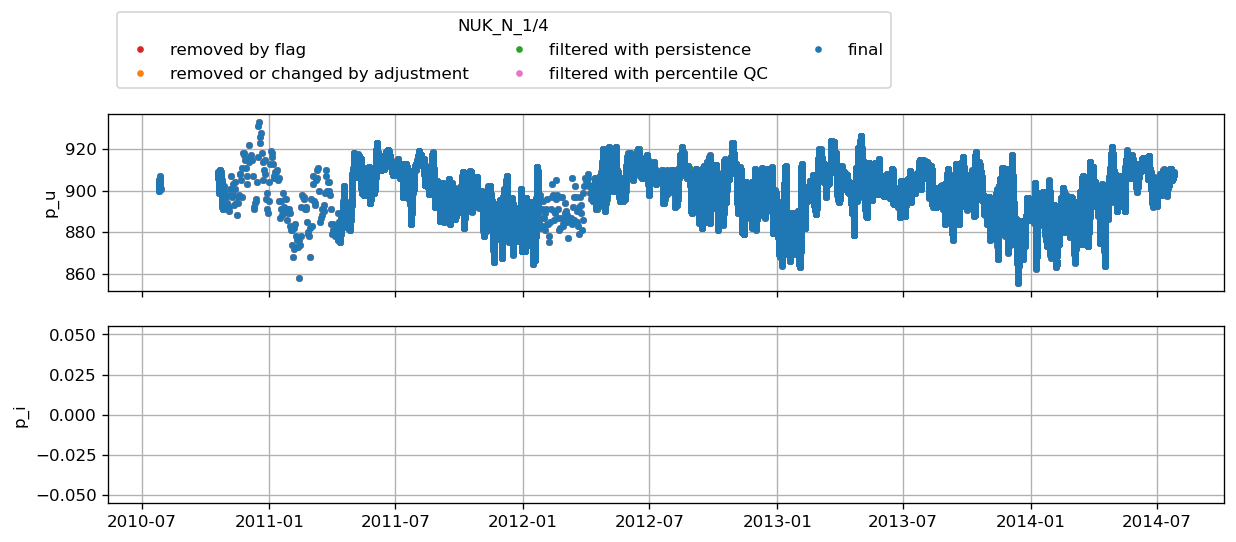 NUK_N_1/4
removed by flag
filtered with persistence
final
removed or changed by adjustment
filtered with percentile QC
920
900
880
860
p_u
0.050
0.025
0.000
−0.025
−0.050
p_i
2010-07
2011-01
2011-07
2012-01
2012-07
2013-01
2013-07
2014-01
2014-07